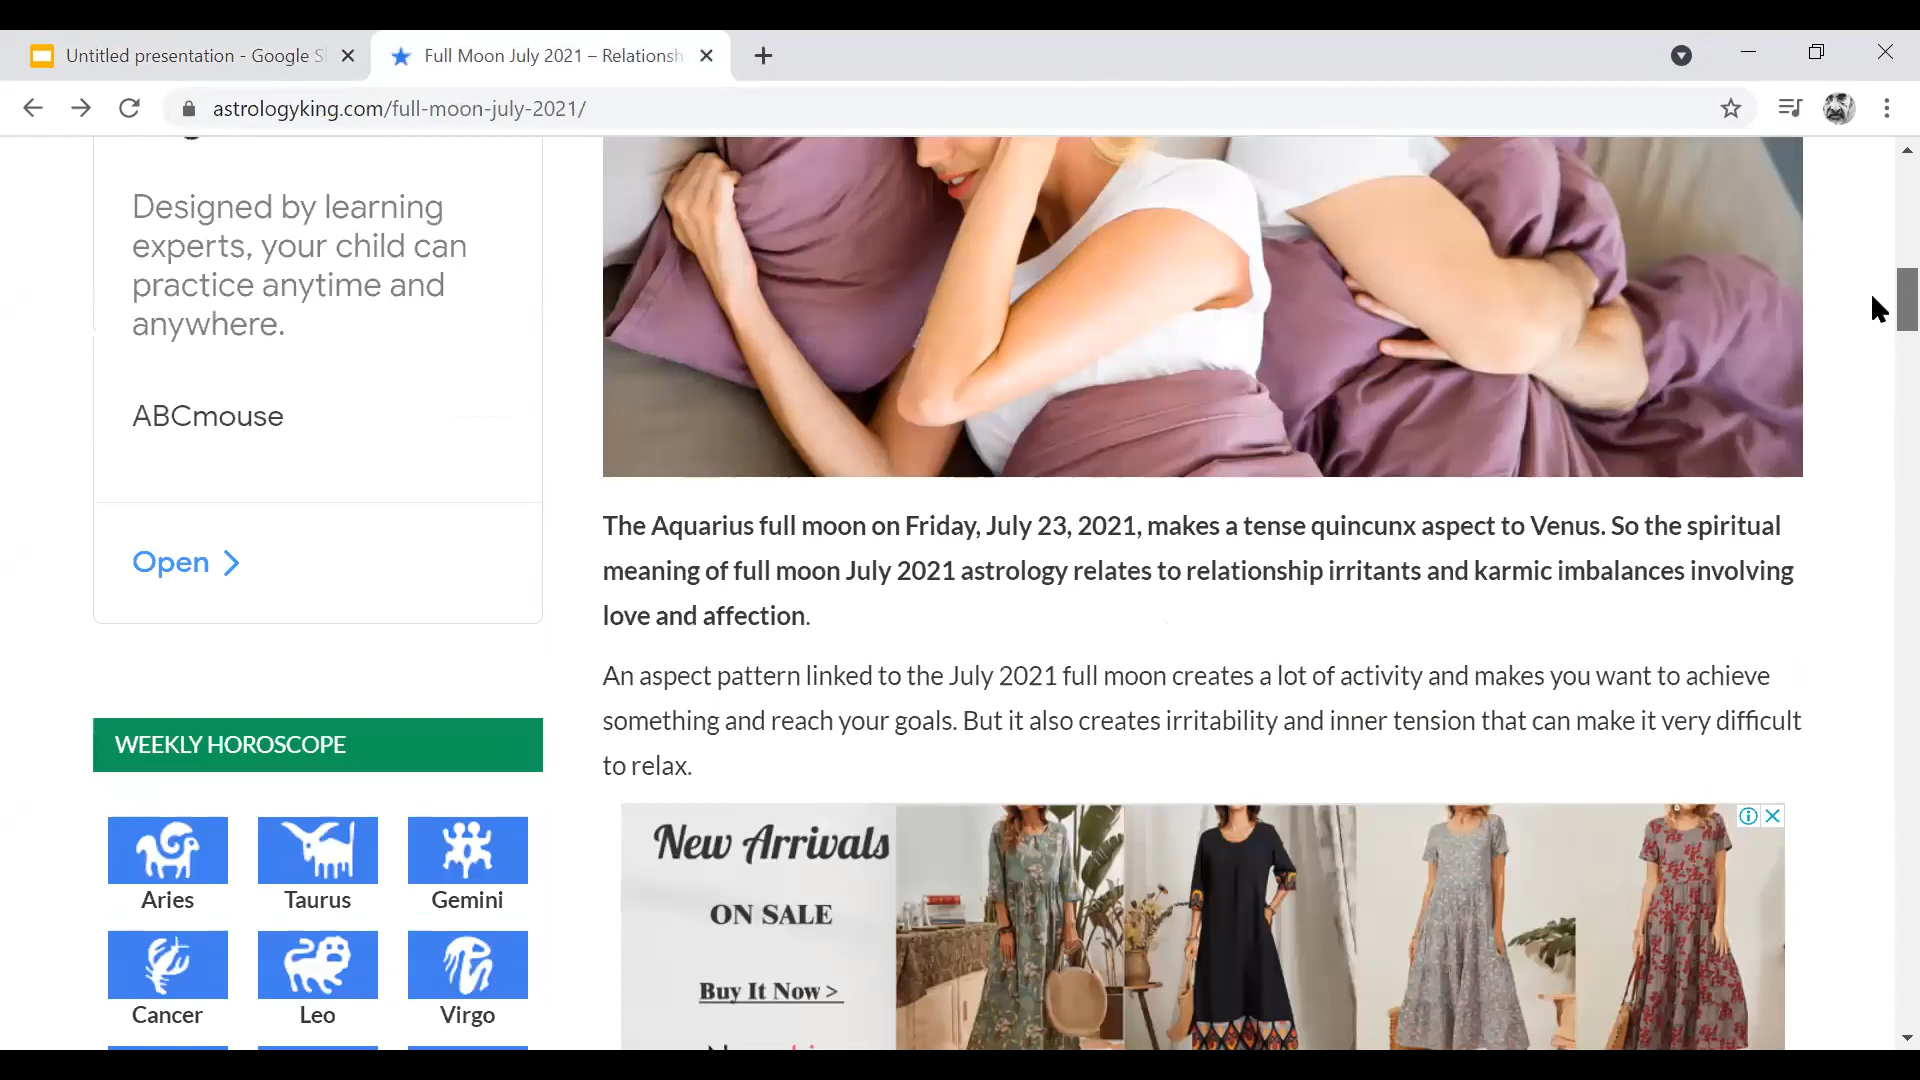 Untitled presentation - Google Sl
Full Moon July 2021 – Relationsh
astrologyking.com/full-moon-july-2021/
Designed by learning
experts, your child can
practice anytime and
anywhere.
ABCmouse
Open
The Aquarius full moon on Friday, July 23, 2021, makes a tense quincunx aspect to Venus. So the spiritual
meaning of full moon July 2021 astrology relates to relationship irritants and karmic imbalances involving
love and affection.
An aspect pattern linked to the July 2021 full moon creates a lot of activity and makes you want to achieve
something and reach your goals. But it also creates irritability and inner tension that can make it very difficult
to relax.
WEEKLY HOROSCOPE
Aries
Taurus
Gemini
Cancer
Leo
Virgo
New Arrivals
ON SALE
Buy It Now >